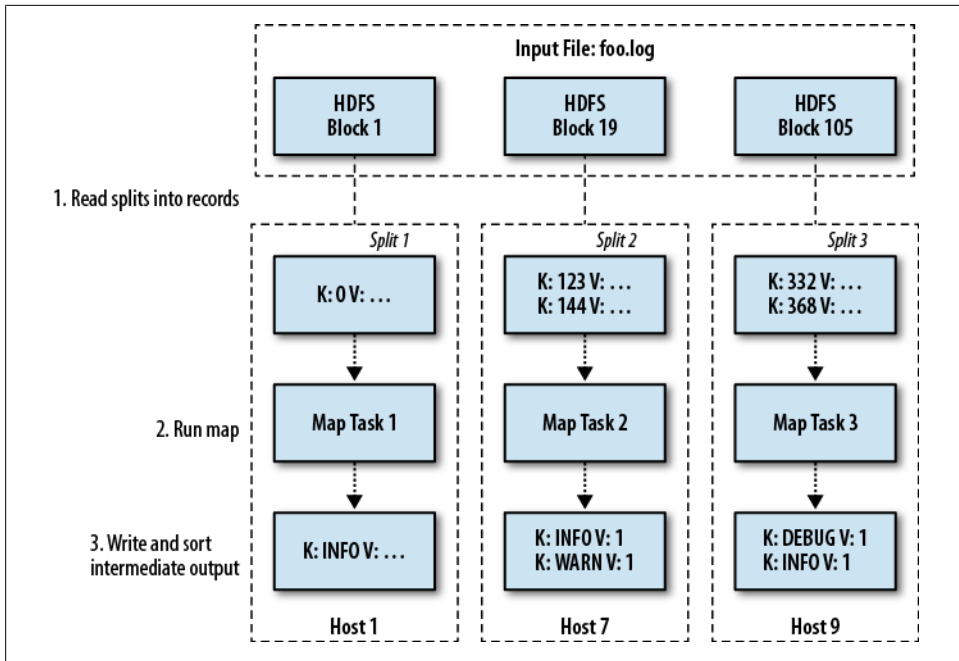 Input File: foo.log
HDFS
Block 1
HDFS
Block 19
HDFS
Block 105
1. Read splits into records
Split 1
Split 2
Split 3
K: 0 V: . . .
K: 123 V: . . .
K: 144 V: . . .
K: 332 V: . . .
K: 368 V: . . .
2. Run map
Map Task 1
Map Task 2
Map Task 3
3. Write and sort
intermediate output
K: INFO V: . . .
K: INFO V: 1
K: WARN V: 1
K: DEBUG V: 1
K: INFO V: 1
Host 1
Host 7
Host 9